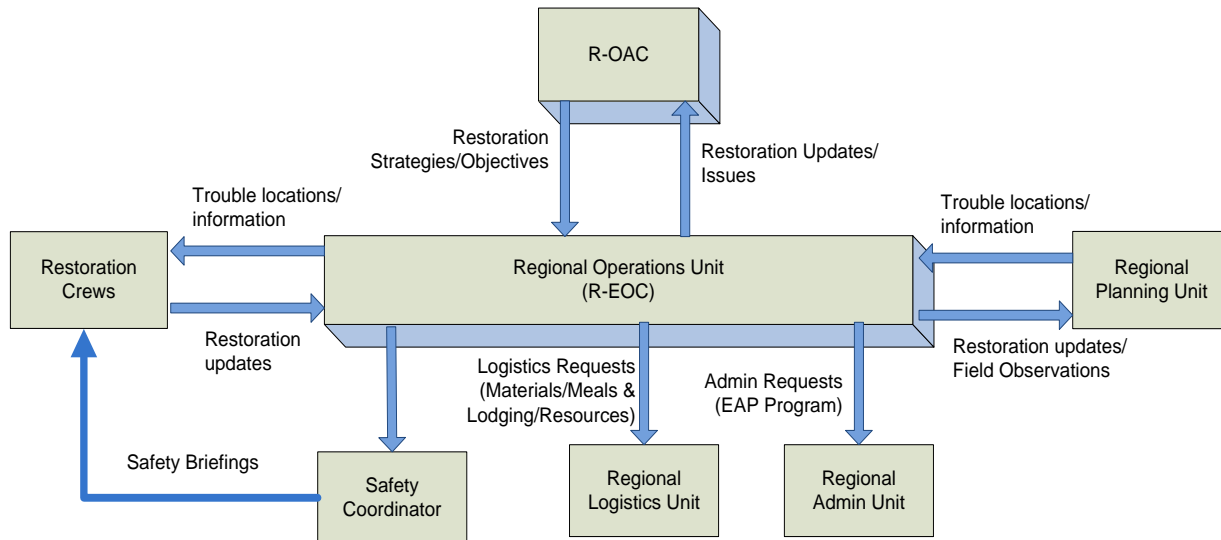 R-OAC
Restoration
Strategies/Objectives
Restoration Updates/
Issues
Trouble locations/
information
Trouble locations/
information
Restoration
Crews
Regional Operations Unit
(R-EOC)
Regional
Planning Unit
Restoration
updates
Restoration updates/
Field Observations
Logistics Requests
(Materials/Meals &
Lodging/Resources)
Admin Requests
(EAP Program)
Safety Briefings
Safety
Coordinator
Regional
Logistics Unit
Regional
Admin Unit